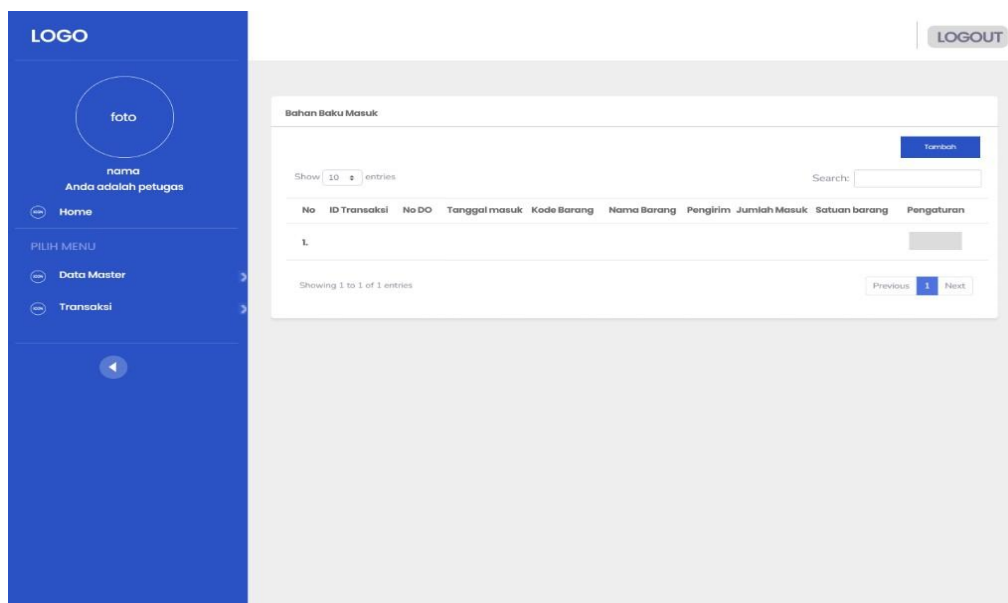 LOGO
LOGOUT
foto
nama
Anda adalah petugas
Home
PILIH MENU
Data Master
Transaksi
Bahan Baku Masuk
Tambah
Show 10 entries
Search:
No ID Transaksi No DO Tanggal masuk Kode Barang Nama Barang Pengirim Jumlah Masuk Satuan barang Pengaturan
1.
Showing 1 to 1 of 1 entries
Previous 1 Next